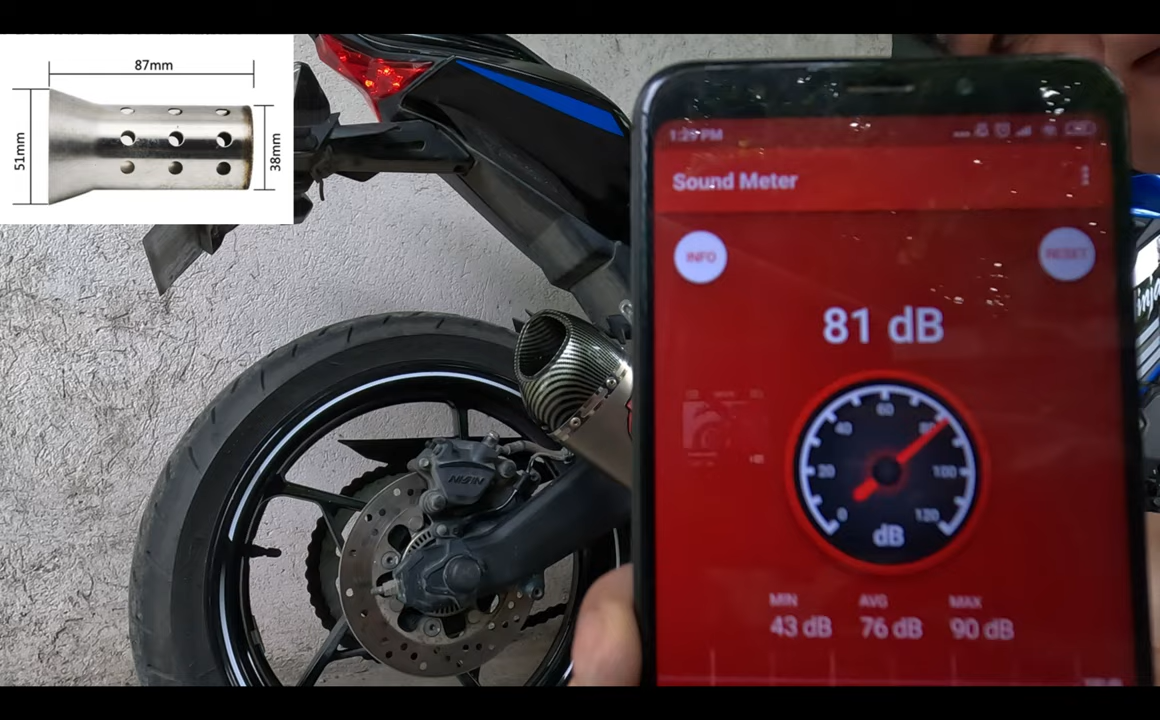 87mm
51mm
38mm
1:29 PM
Sound Meter
INFO
RESET
81 dB
0
20
40
60
80
100
120
dB
MIN
AVG
MAX
43 dB
76 dB
90 dB
NISSIN